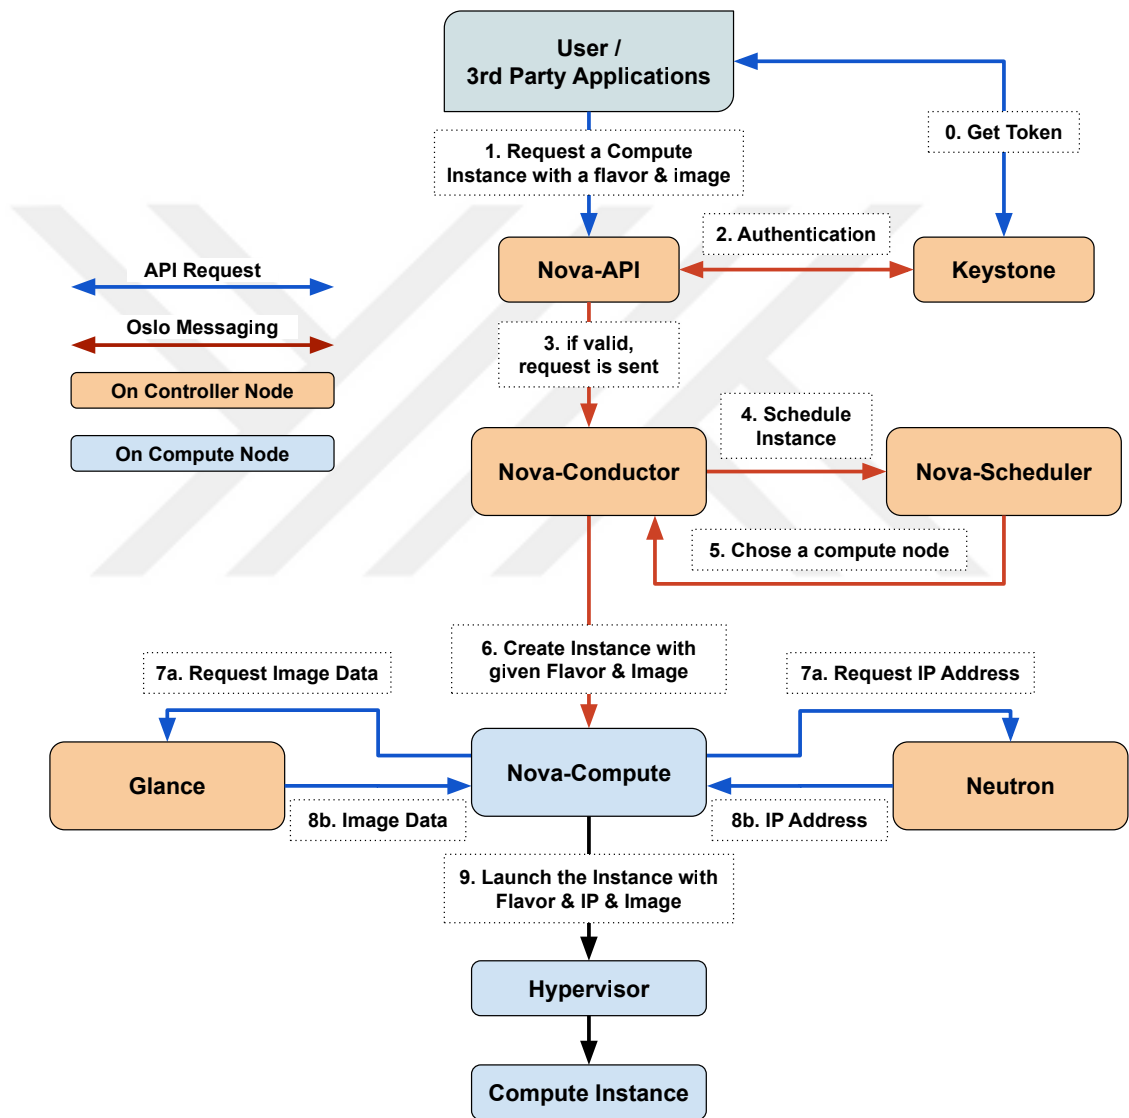 User /
3rd Party Applications
0. Get Token
1. Request a Compute
Instance with a flavor & image
2. Authentication
Nova-API
Keystone
API Request
Oslo Messaging
On Controller Node
On Compute Node
3. if valid,
request is sent
4. Schedule
Instance
Nova-Conductor
Nova-Scheduler
5. Chose a compute node
6. Create Instance with
given Flavor & Image
7a. Request Image Data
7a. Request IP Address
Glance
Nova-Compute
Neutron
8b. Image Data
8b. IP Address
9. Launch the Instance with
Flavor & IP & Image
Hypervisor
Compute Instance